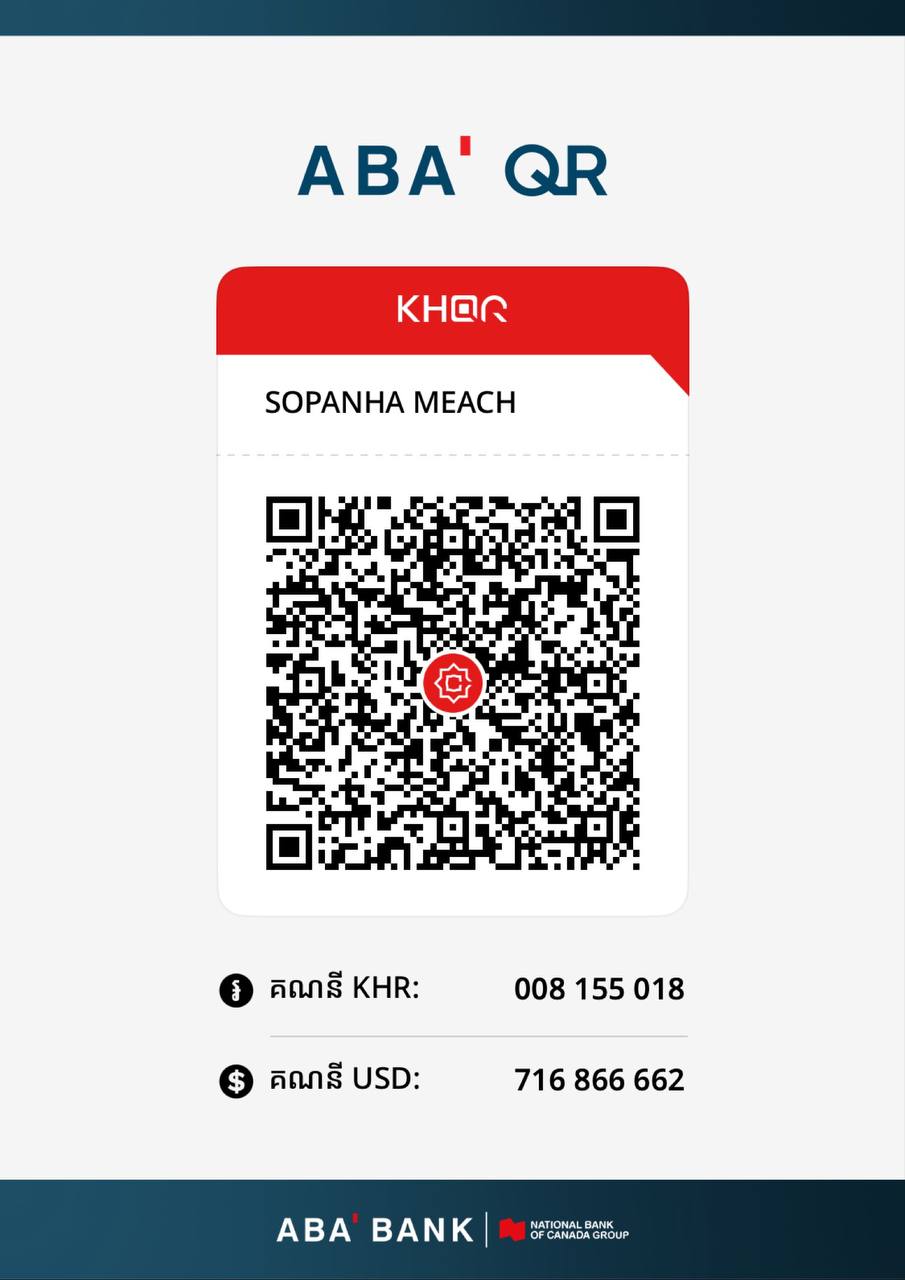 ABA' QR
KHQR
SOPANHA MEACH
គណនី KHR: 008 155 018
គណនី USD: 716 866 662
ABA' BANK | NATIONAL BANK
OF CANADA GROUP